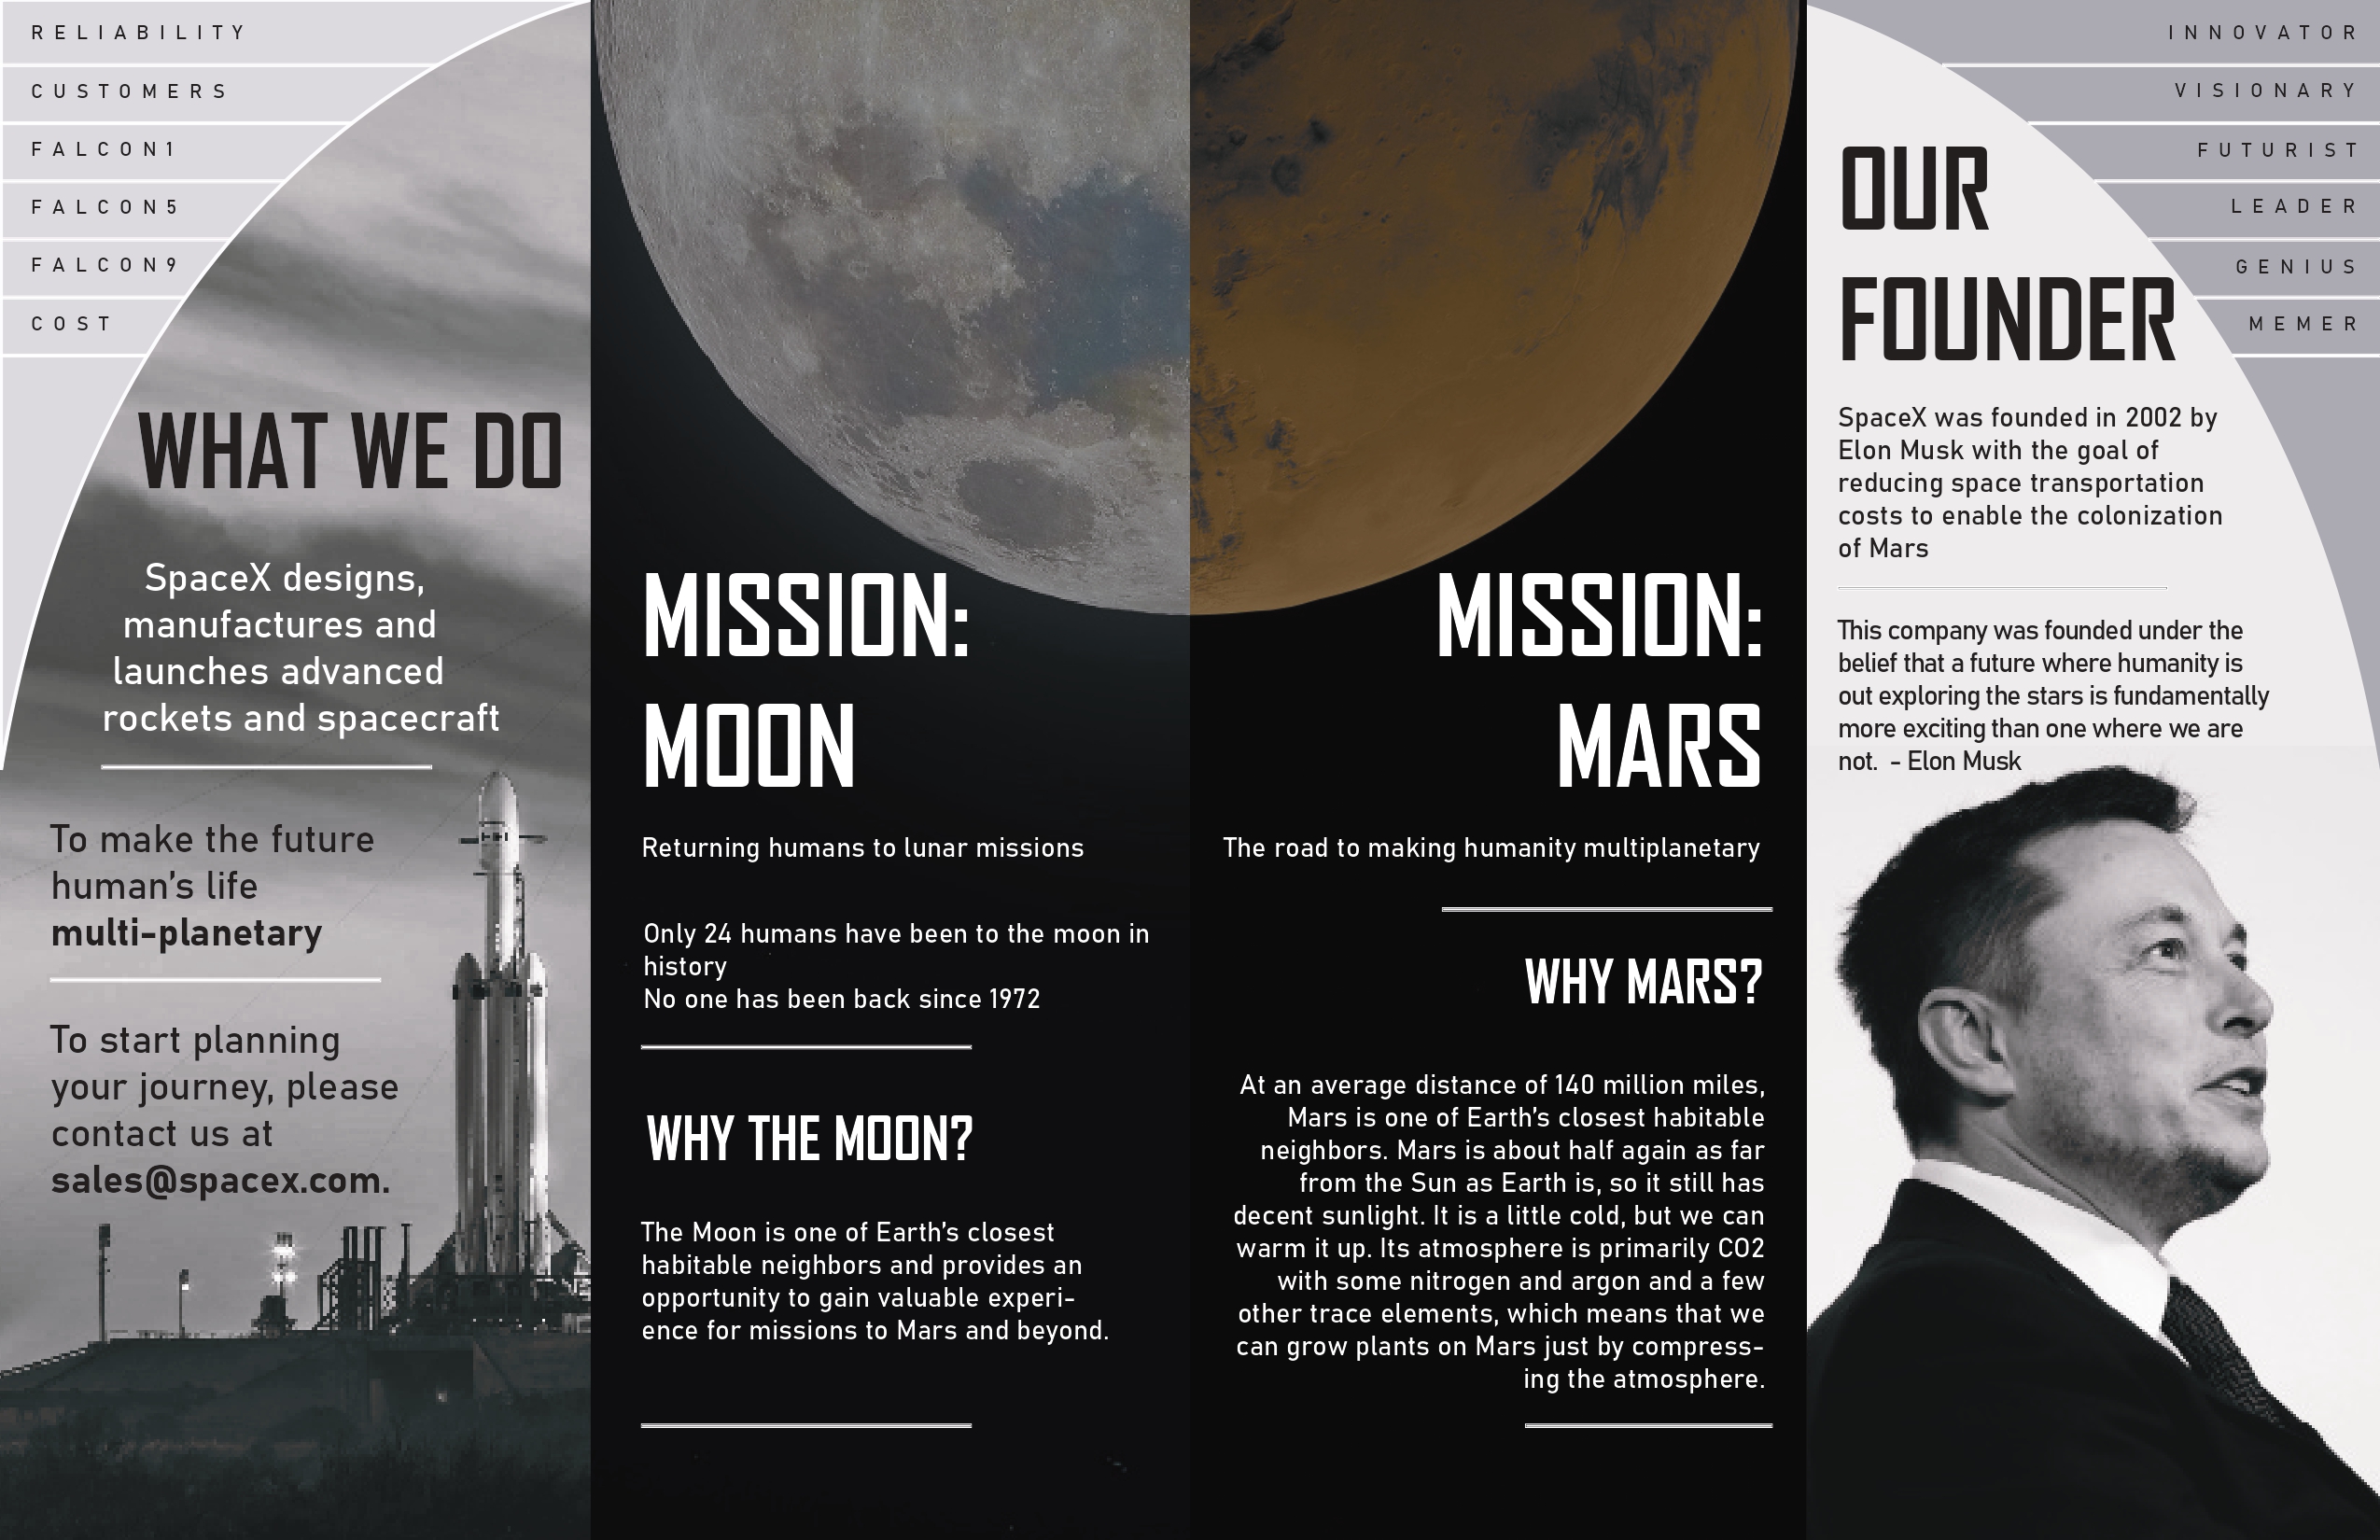 RELIABILITY
CUSTOMERS
FALCON1
FALCON5
FALCON9
COST
WHAT WE DO
SpaceX designs,
manufactures and
launches advanced
rockets and spacecraft
To make the future
human’s life
multi-planetary
To start planning
your journey, please
contact us at
sales@spacex.com.
MISSION:
MOON
Returning humans to lunar missions
Only 24 humans have been to the moon in
history
No one has been back since 1972
WHY THE MOON?
The Moon is one of Earth’s closest
habitable neighbors and provides an
opportunity to gain valuable experi-
ence for missions to Mars and beyond.
MISSION:
MARS
The road to making humanity multiplanetary
WHY MARS?
At an average distance of 140 million miles,
Mars is one of Earth’s closest habitable
neighbors. Mars is about half again as far
from the Sun as Earth is, so it still has
decent sunlight. It is a little cold, but we can
warm it up. Its atmosphere is primarily CO2
with some nitrogen and argon and a few
other trace elements, which means that we
can grow plants on Mars just by compress-
ing the atmosphere.
INNOVATOR
VISIONARY
FUTURIST
LEADER
GENIUS
MEMER
OUR
FOUNDER
SpaceX was founded in 2002 by
Elon Musk with the goal of
reducing space transportation
costs to enable the colonization
of Mars
This company was founded under the
belief that a future where humanity is
out exploring the stars is fundamentally
more exciting than one where we are
not. - Elon Musk